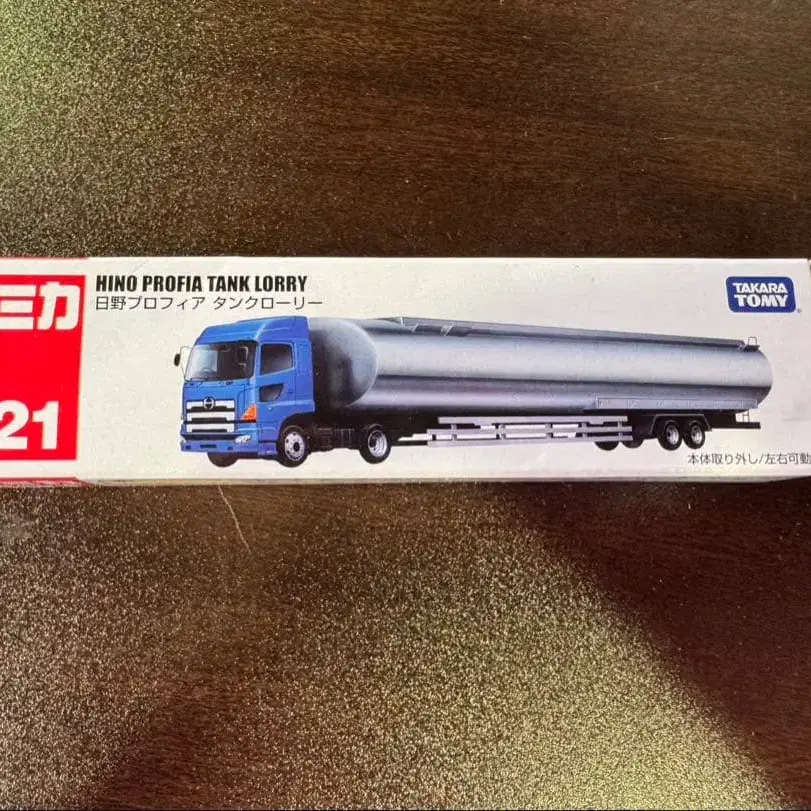 ミカ
21
HINO PROFIA TANK LORRY
日野プロフィア タンクローリー
TAKARA
TOMY
本体取り外し/左右可動